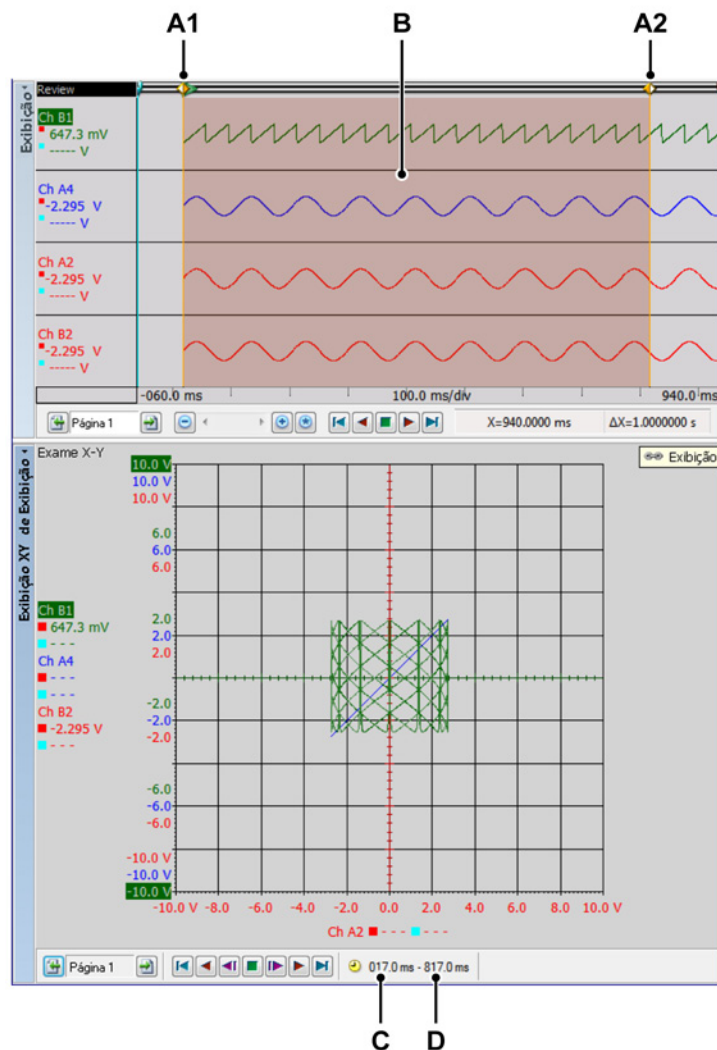 A1 B A2
Review
Exibição
Ch B1
647.3 mV
----- V
Ch A4
-2.295 V
----- V
Ch A2
-2.295 V
----- V
Ch B2
-2.295 V
----- V
-060.0 ms 100.0 ms/div 940.0 ms
Página 1 X=940.0000 ms ΔX=1.0000000 s
Exibição XY de Exibição
Exame X-Y
Exibição
10.0 V
10.0 V
10.0 V
6.0
6.0
6.0
Ch B1
647.3 mV
- - -
Ch A4
- - -
- - -
Ch B2
-2.295 V
- - -
2.0
2.0
2.0
-2.0
-2.0
-2.0
-6.0
-6.0
-6.0
-10.0 V
-10.0 V
-10.0 V
-10.0 V -8.0 -6.0 -4.0 -2.0 0.0 2.0 4.0 6.0 8.0 10.0 V
Ch A2 - - - - - -
Página 1 017.0 ms - 817.0 ms
C D